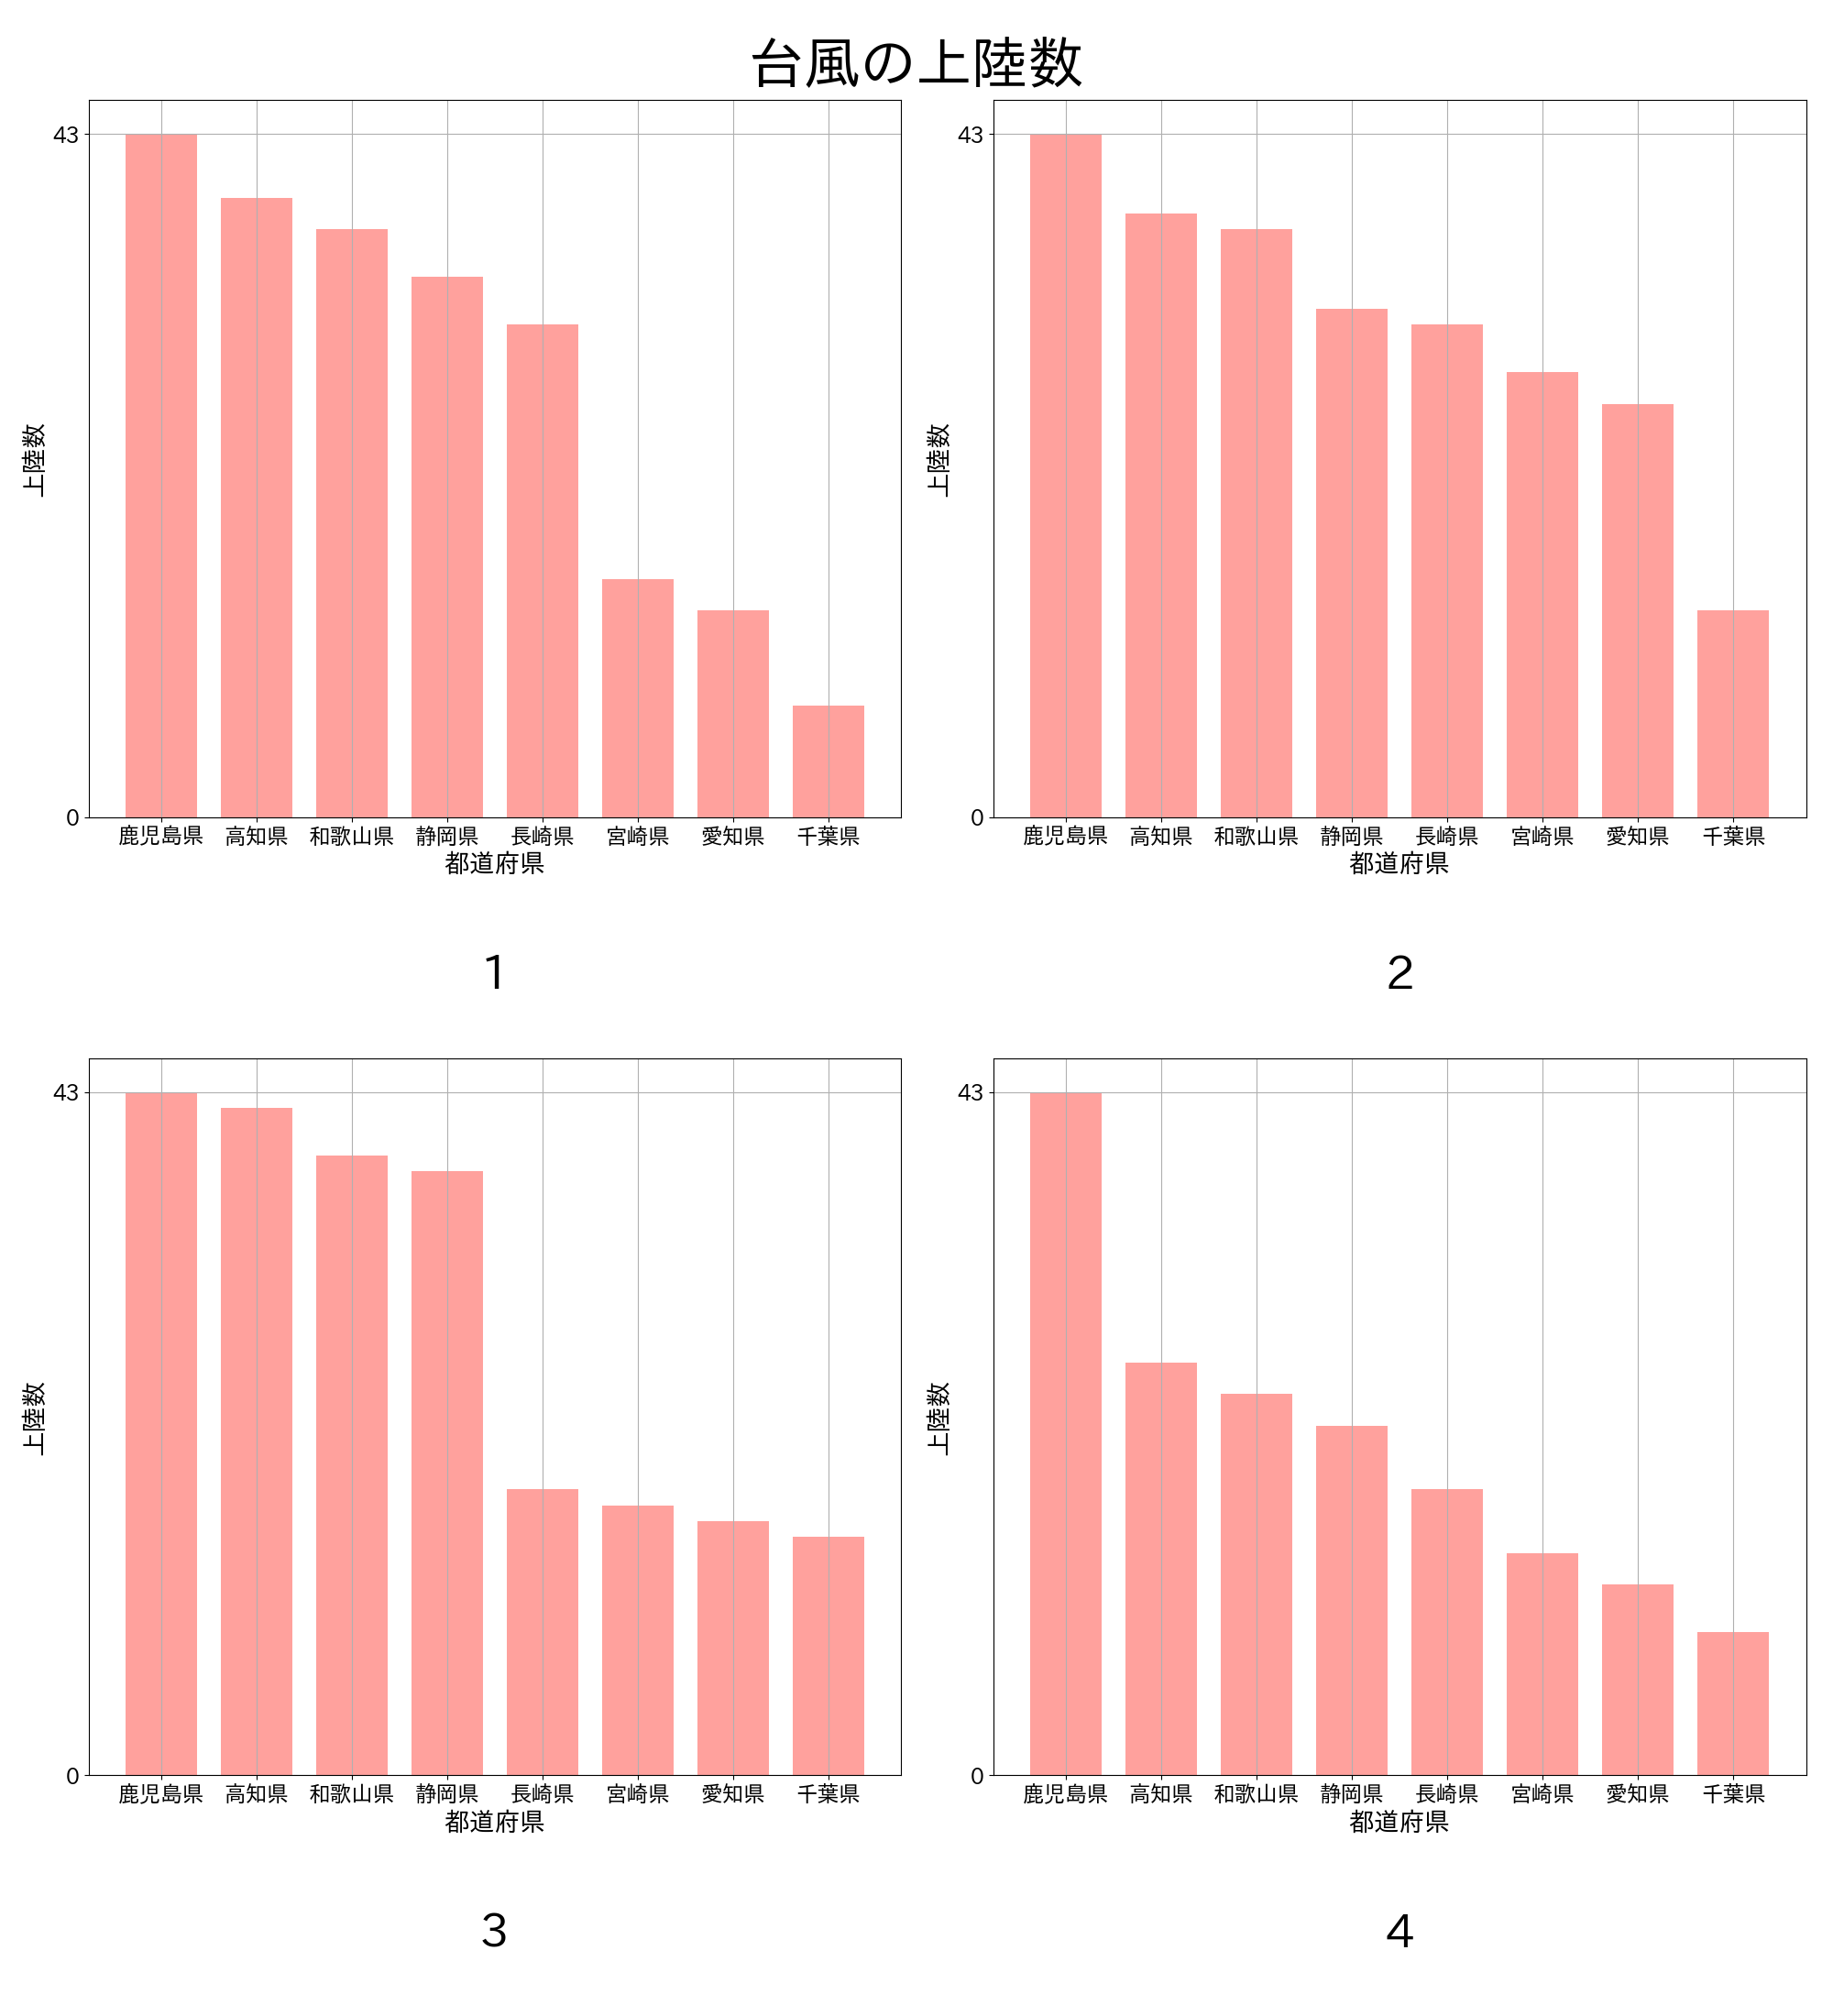 台風の上陸数
43
上陸数
0
鹿児島県 高知県 和歌山県 静岡県 長崎県 宮崎県 愛知県 千葉県
都道府県
1
43
上陸数
0
鹿児島県 高知県 和歌山県 静岡県 長崎県 宮崎県 愛知県 千葉県
都道府県
2
43
上陸数
0
鹿児島県 高知県 和歌山県 静岡県 長崎県 宮崎県 愛知県 千葉県
都道府県
3
43
上陸数
0
鹿児島県 高知県 和歌山県 静岡県 長崎県 宮崎県 愛知県 千葉県
都道府県
4